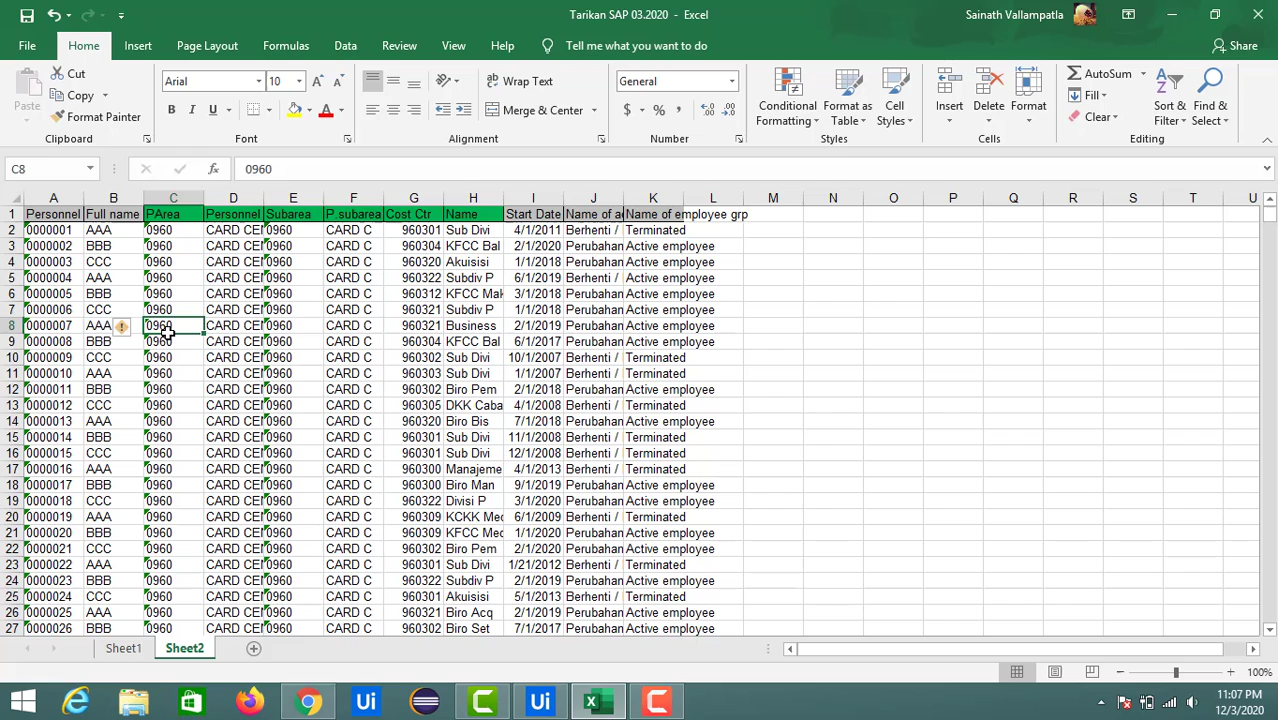 Tarikan SAP 03.2020 - Excel
Sainath Vallampatla
File Home Insert Page Layout Formulas Data Review View Help Tell me what you want to do Share
Paste
Cut
Copy
Format Painter
Clipboard
Arial 10
B I U
Font
Wrap Text
Merge & Center
Alignment
General
$ % ,
Number
Conditional Formatting
Format as Table
Cell Styles
Styles
Insert
Delete
Format
Cells
AutoSum
Fill
Clear
Sort & Filter
Find & Select
Editing
C8 fx 0960
A B C D E F G H I J K L M N O P Q R S T U
1 Personnel Full name PArea Personnel Subarea P.subarea Cost Ctr Name Start Date Name of a Name of employee grp
2 0000001 AAA 0960 CARD CE 0960 CARD C 960301 Sub Divi 4/1/2011 Berhenti / Terminated
3 0000002 BBB 0960 CARD CE 0960 CARD C 960304 KFCC Bal 2/1/2020 Perubahan Active employee
4 0000003 CCC 0960 CARD CE 0960 CARD C 960320 Akuisisi 1/1/2018 Perubahan Active employee
5 0000004 AAA 0960 CARD CE 0960 CARD C 960322 Subdiv P 6/1/2019 Berhenti / Active employee
6 0000005 BBB 0960 CARD CE 0960 CARD C 960312 KFCC Mak 3/1/2018 Perubahan Active employee
7 0000006 CCC 0960 CARD CE 0960 CARD C 960321 Subdiv P 1/1/2018 Perubahan Active employee
8 0000007 AAA 0960 CARD CE 0960 CARD C 960321 Business 2/1/2019 Perubahan Active employee
9 0000008 BBB 0960 CARD CE 0960 CARD C 960304 KFCC Bal 6/1/2017 Perubahan Active employee
10 0000009 CCC 0960 CARD CE 0960 CARD C 960302 Sub Divi 10/1/2007 Berhenti / Terminated
11 0000010 AAA 0960 CARD CE 0960 CARD C 960303 Sub Divi 1/1/2007 Berhenti / Terminated
12 0000011 BBB 0960 CARD CE 0960 CARD C 960302 Biro Pem 2/1/2018 Perubahan Active employee
13 0000012 CCC 0960 CARD CE 0960 CARD C 960305 DKK Caba 4/1/2008 Berhenti / Terminated
14 0000013 AAA 0960 CARD CE 0960 CARD C 960320 Biro Bis 7/1/2018 Perubahan Active employee
15 0000014 BBB 0960 CARD CE 0960 CARD C 960301 Sub Divi 11/1/2008 Berhenti / Terminated
16 0000015 CCC 0960 CARD CE 0960 CARD C 960301 Sub Divi 12/1/2008 Berhenti / Terminated
17 0000016 AAA 0960 CARD CE 0960 CARD C 960300 Manajeme 4/1/2013 Berhenti / Terminated
18 0000017 BBB 0960 CARD CE 0960 CARD C 960301 Biro Man 9/1/2019 Perubahan Active employee
19 0000018 CCC 0960 CARD CE 0960 CARD C 960322 Divisi P 3/1/2020 Perubahan Active employee
20 0000019 AAA 0960 CARD CE 0960 CARD C 960309 KCKK Med 6/1/2009 Berhenti / Terminated
21 0000020 BBB 0960 CARD CE 0960 CARD C 960309 KFCC Med 1/1/2020 Perubahan Active employee
22 0000021 CCC 0960 CARD CE 0960 CARD C 960302 Biro Pem 2/1/2020 Perubahan Active employee
23 0000022 AAA 0960 CARD CE 0960 CARD C 960301 Sub Divi 1/21/2012 Berhenti / Terminated
24 0000023 BBB 0960 CARD CE 0960 CARD C 960322 Subdiv P 2/1/2019 Perubahan Active employee
25 0000024 CCC 0960 CARD CE 0960 CARD C 960301 Akuisisi 5/1/2013 Berhenti / Terminated
26 0000025 AAA 0960 CARD CE 0960 CARD C 960321 Biro Acq 2/1/2019 Perubahan Active employee
27 0000026 BBB 0960 CARD CE 0960 CARD C 960302 Biro Set 7/1/2017 Perubahan Active employee
Sheet1 Sheet2
100%
Ui Ui
11:07 PM
12/3/2020